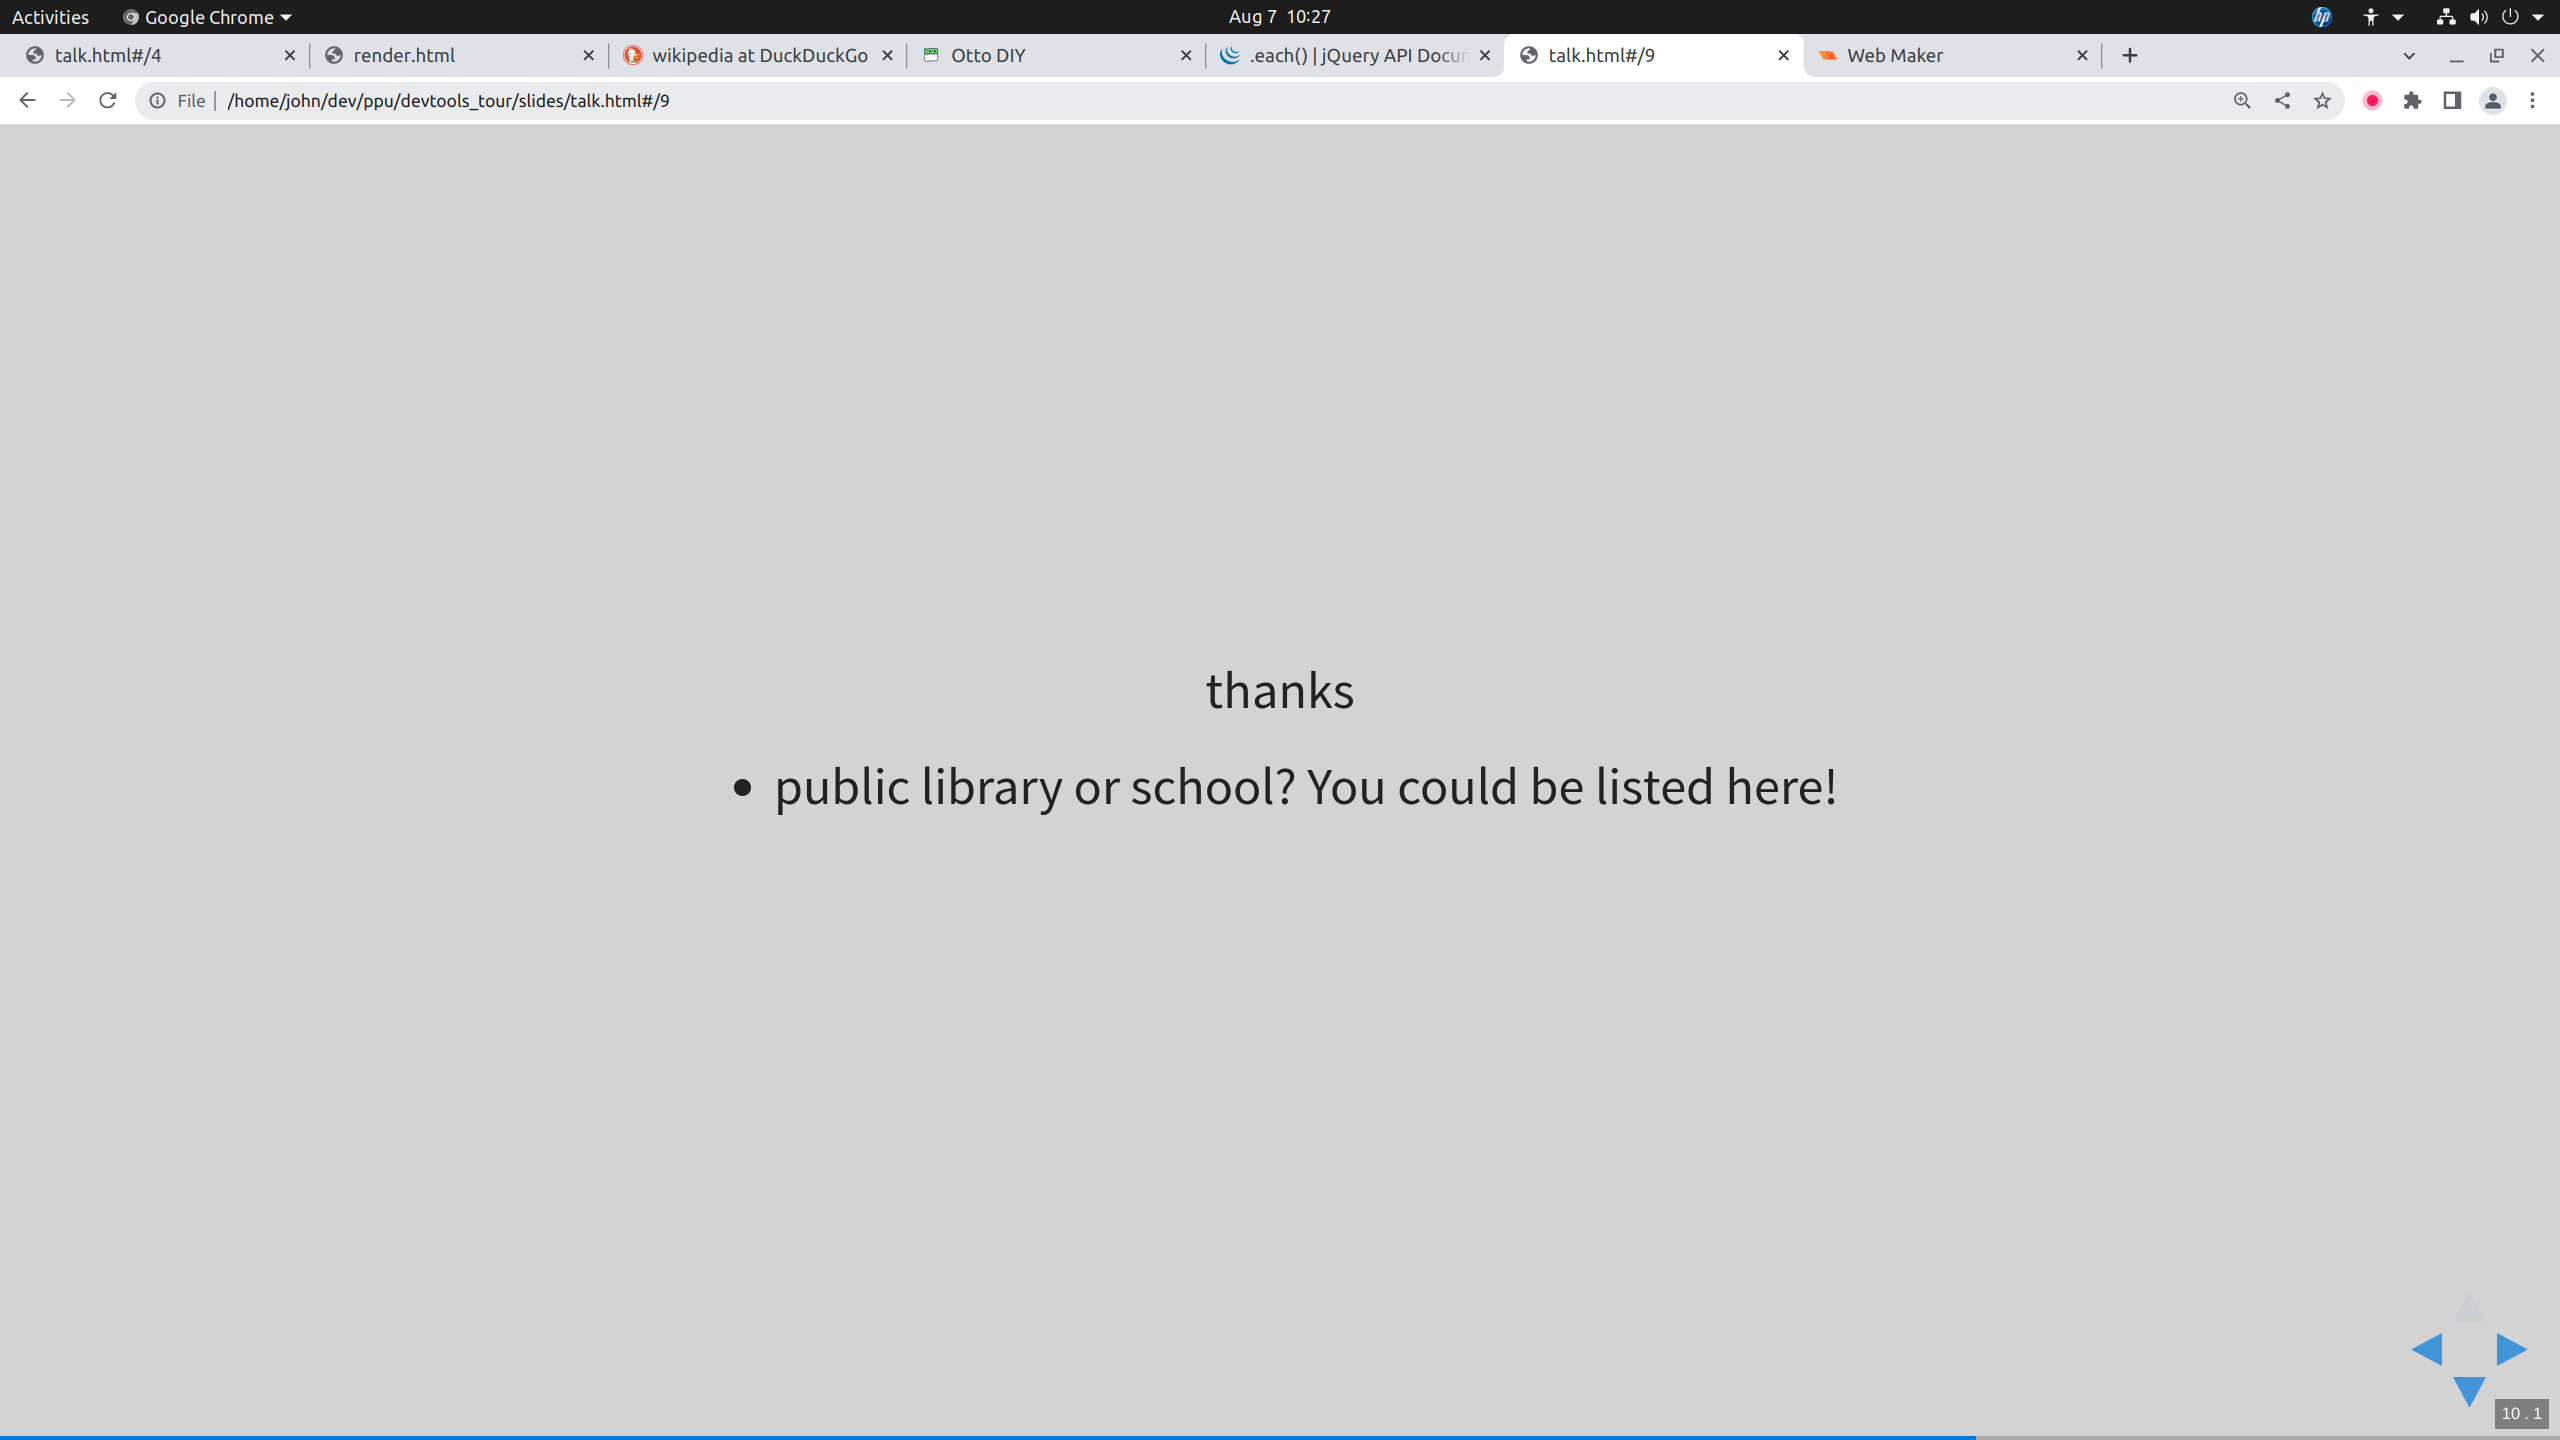 Activities Google Chrome Aug 7 10:27 hp
talk.html#/4 render.html wikipedia at DuckDuckGo Otto DIY .each() | jQuery API Docu talk.html#/9 Web Maker
File /home/john/dev/ppu/devtools_tour/slides/talk.html#/9
thanks
• public library or school? You could be listed here!
10 . 1